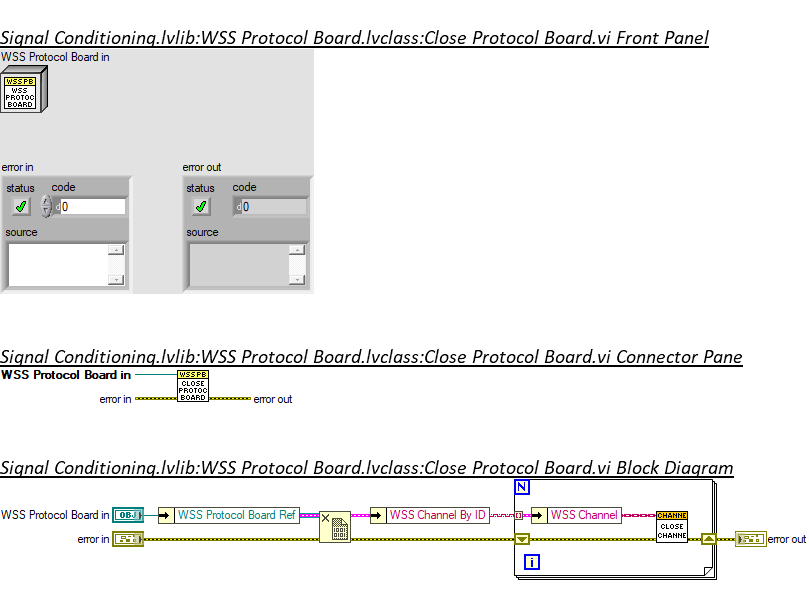 Signal Conditioning.lvlib:WSS Protocol Board.lvclass:Close Protocol Board.vi Front Panel
WSS Protocol Board in
WSSPB
WSS
PROTOC
BOARD
error in
error out
status code
status code
d0
d0
source
source
Signal Conditioning.lvlib:WSS Protocol Board.lvclass:Close Protocol Board.vi Connector Pane
WSS Protocol Board in
WSSPB
CLOSE
PROTOC
BOARD
error in
error out
Signal Conditioning.lvlib:WSS Protocol Board.lvclass:Close Protocol Board.vi Block Diagram
N
WSS Protocol Board in
OBJ
WSS Protocol Board Ref
WSS Channel By ID
WSS Channel
CHANNE
CLOSE
CHANNE
error in
error out
i